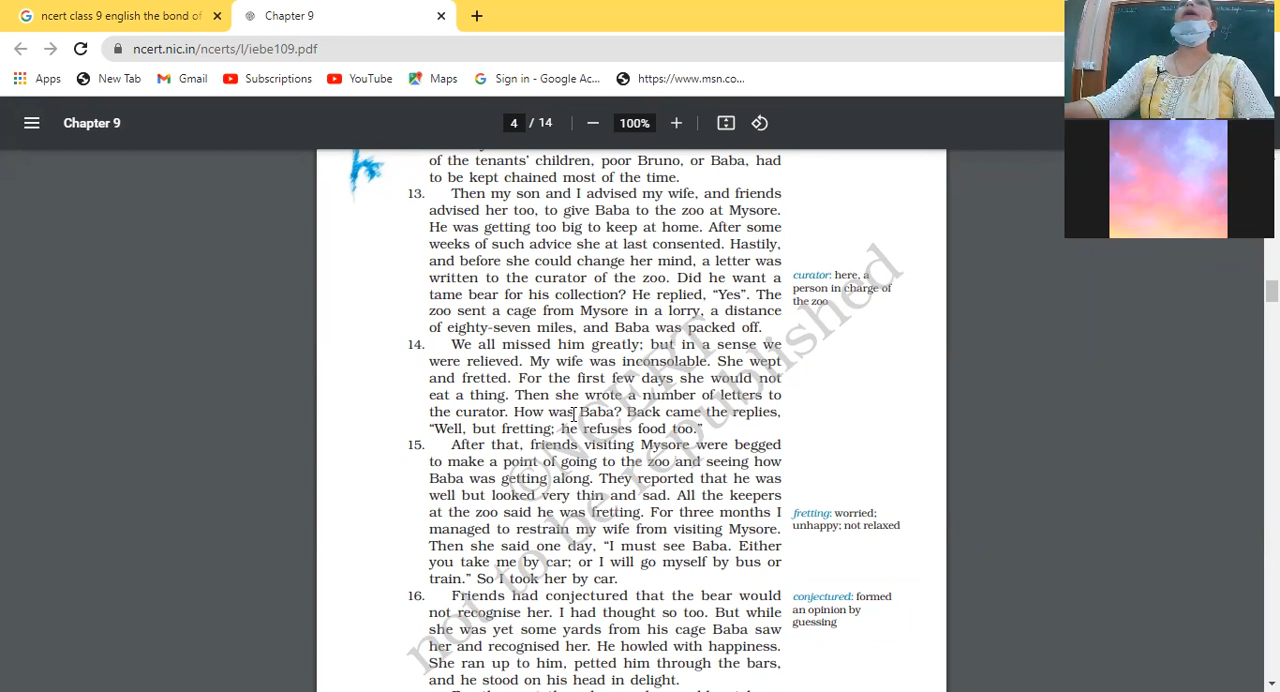 ncert class 9 english the bond of
Chapter 9
ncert.nic.in/ncerts/l/iebe109.pdf
Apps
New Tab
Gmail
Subscriptions
YouTube
Maps
Sign in - Google Ac...
https://www.msn.co...
Chapter 9
4 / 14
100%
of the tenants' children, poor Bruno, or Baba, had
to be kept chained most of the time.
13. Then my son and I advised my wife, and friends
advised her too, to give Baba to the zoo at Mysore.
He was getting too big to keep at home. After some
weeks of such advice she at last consented. Hastily,
and before she could change her mind, a letter was
written to the curator of the zoo. Did he want a
tame bear for his collection? He replied, “Yes”. The
zoo sent a cage from Mysore in a lorry, a distance
of eighty-seven miles, and Baba was packed off.
curator: here, a
person in charge of
the zoo
14. We all missed him greatly; but in a sense we
were relieved. My wife was inconsolable. She wept
and fretted. For the first few days she would not
eat a thing. Then she wrote a number of letters to
the curator. How was Baba? Back came the replies,
“Well, but fretting; he refuses food too.”
15. After that, friends visiting Mysore were begged
to make a point of going to the zoo and seeing how
Baba was getting along. They reported that he was
well but looked very thin and sad. All the keepers
at the zoo said he was fretting. For three months I
managed to restrain my wife from visiting Mysore.
Then she said one day, “I must see Baba. Either
you take me by car; or I will go myself by bus or
train.” So I took her by car.
fretting: worried;
unhappy; not relaxed
16. Friends had conjectured that the bear would
not recognise her. I had thought so too. But while
she was yet some yards from his cage Baba saw
her and recognised her. He howled with happiness.
She ran up to him, petted him through the bars,
and he stood on his head in delight.
conjectured: formed
an opinion by
guessing
©NCERT
not to be republished